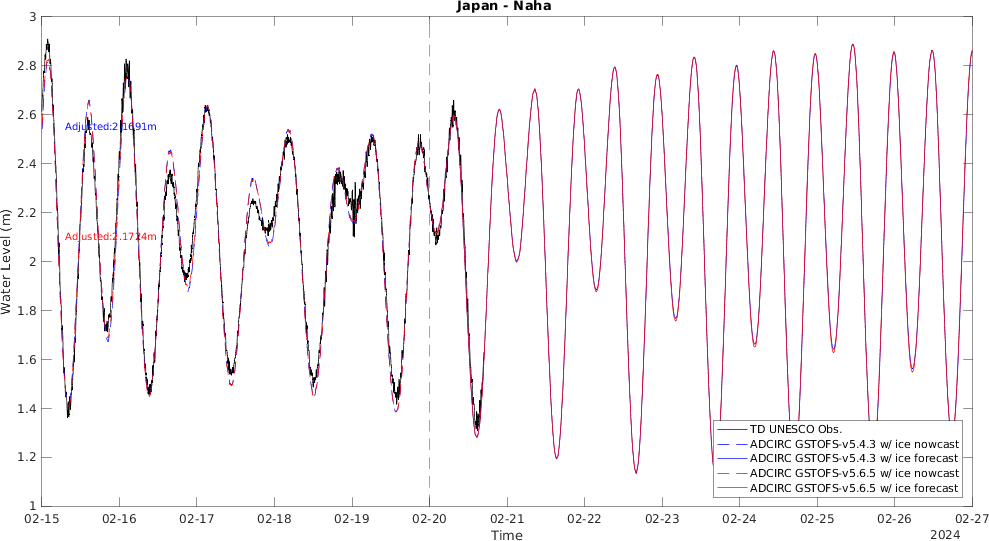 Japan - Naha
Water Level (m)
3
2.8
2.6
2.4
2.2
2
1.8
1.6
1.4
1.2
1
Adjusted:2.1691m
Adjusted:2.1724m
TD UNESCO Obs.
ADCIRC GSTOFS-v5.4.3 w/ ice nowcast
ADCIRC GSTOFS-v5.4.3 w/ ice forecast
ADCIRC GSTOFS-v5.6.5 w/ ice nowcast
ADCIRC GSTOFS-v5.6.5 w/ ice forecast
02-15 02-16 02-17 02-18 02-19 02-20 02-21 02-22 02-23 02-24 02-25 02-26 02-27
Time
2024